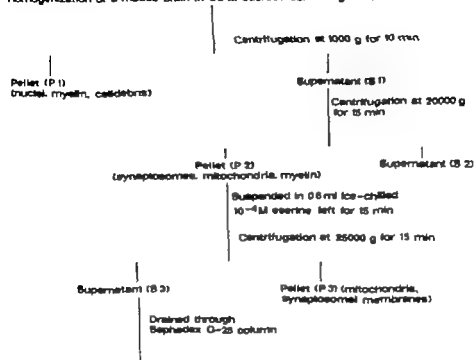 Centrifugation at 1000 g for 10 min
Pellet (P 1)
(nuclei, myelin, celldebris)
Supernatant (S 1)
Centrifugation at 20000 g
for 15 min
Pellet (P 2)
(synaptosomes, mitochondria, myelin)
Supernatant (S 2)
Suspended in 0.6 ml ice-chilled
10⁻⁴M eserine left for 15 min
Centrifugation at 25000 g for 15 min
Supernatant (S 3)
Pellet (P 3) (mitochondria,
synaptosomal membranes)
Drained through
Sephadex G-25 column